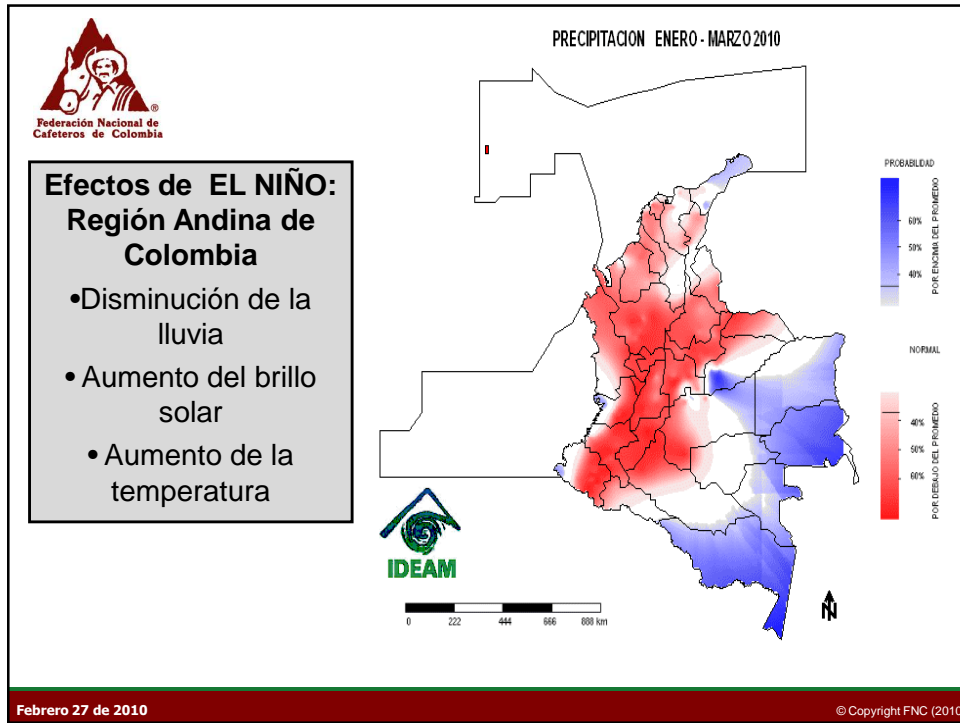 PRECIPITACION ENERO - MARZO 2010
®
Federación Nacional de
Cafeteros de Colombia
Efectos de EL NIÑO:
Región Andina de
Colombia
•Disminución de la
lluvia
• Aumento del brillo
solar
• Aumento de la
temperatura
PROBABILIDAD
60%
50%
40%
POR ENCIMA DEL PROMEDIO
NORMAL
40%
50%
60%
POR DEBAJO DEL PROMEDIO
IDEAM
0 222 444 666 888 km
N
Febrero 27 de 2010
© Copyright FNC (2010